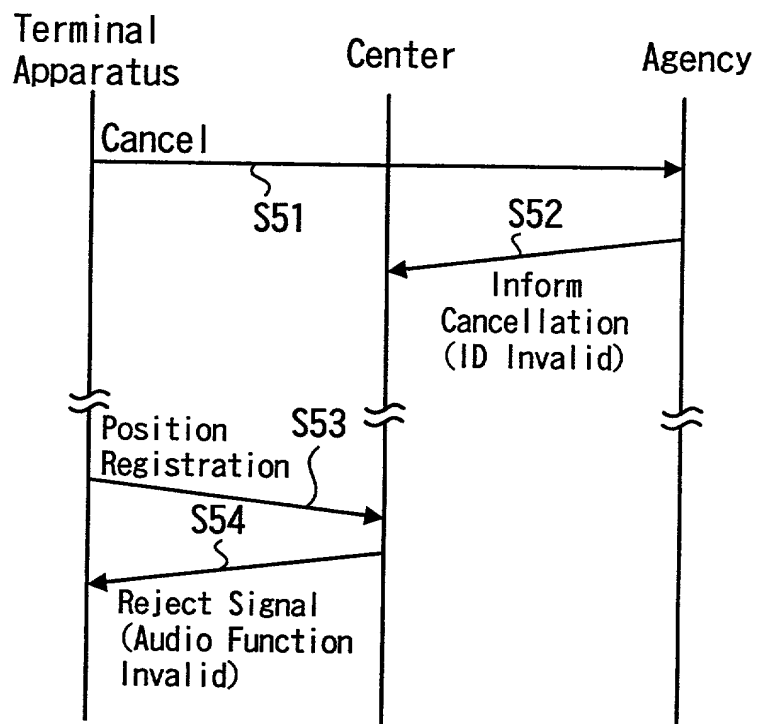 Terminal
Apparatus
Center
Agency
Cancel
S51
S52
Inform
Cancellation
(ID Invalid)
Position
Registration
S53
S54
Reject Signal
(Audio Function
Invalid)